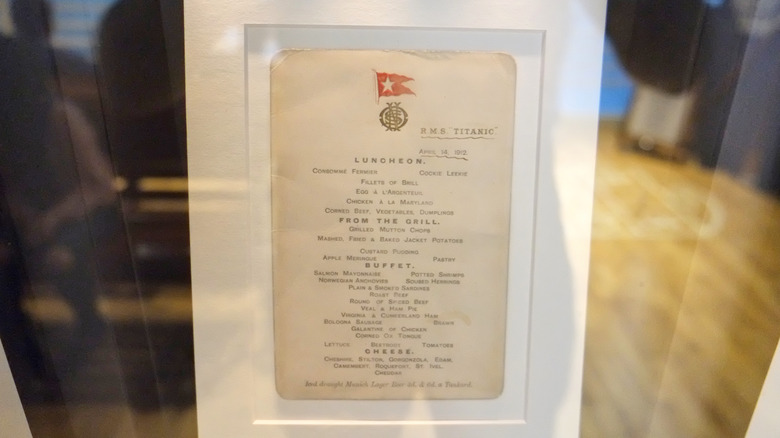 R.M.S. "TITANIC"
APRIL 14, 1912.
LUNCHEON.
CONSOMMÉ FERMIER COCKIE LEEKIE
FILLETS OF BRILL
EGG À L'ARGENTEUIL
CHICKEN À LA MARYLAND
CORNED BEEF, VEGETABLES, DUMPLINGS
FROM THE GRILL.
GRILLED MUTTON CHOPS
MASHED, FRIED & BAKED JACKET POTATOES
CUSTARD PUDDING
APPLE MERINGUE PASTRY
BUFFET.
SALMON MAYONNAISE POTTED SHRIMPS
NORWEGIAN ANCHOVIES SOUSED HERRINGS
PLAIN & SMOKED SARDINES
ROAST BEEF
ROUND OF SPICED BEEF
VEAL & HAM PIE
VIRGINIA & CUMBERLAND HAM
BOLOGNA SAUSAGE BRAWN
GALANTINE OF CHICKEN
CORNED OX TONGUE
LETTUCE BEETROOT TOMATOES
CHEESE.
CHESHIRE, STILTON, GORGONZOLA, EDAM,
CAMEMBERT, ROQUEFORT, ST. IVEL,
CHEDDAR
Iced draught Munich Lager Beer 3d. & 6d. a Tankard.